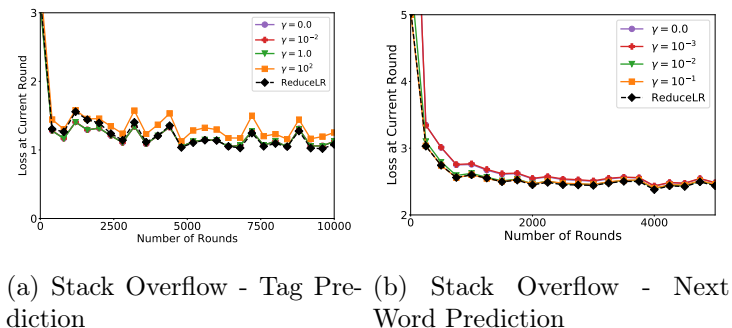 3
2
1
0
0
2500
5000
7500
10000
Loss at Current Round
Number of Rounds
γ = 0.0
γ = 10⁻²
γ = 1.0
γ = 10²
ReduceLR
5
4
3
2
0
2000
4000
Loss at Current Round
Number of Rounds
γ = 0.0
γ = 10⁻³
γ = 10⁻²
γ = 10⁻¹
ReduceLR
(a) Stack Overflow - Tag Pre-
diction
(b) Stack Overflow - Next
Word Prediction